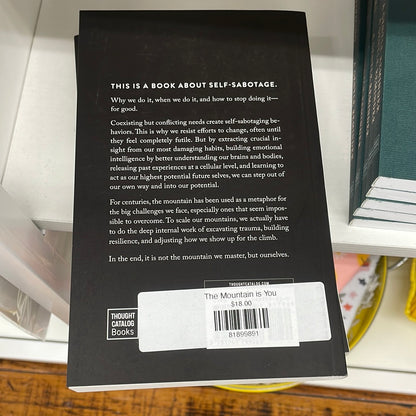 THIS IS A BOOK ABOUT SELF-SABOTAGE.
Why we do it, when we do it, and how to stop doing it—
for good.
Coexisting but conflicting needs create self-sabotaging be-
haviors. This is why we resist efforts to change, often until
they feel completely futile. But by extracting crucial in-
sight from our most damaging habits, building emotional
intelligence by better understanding our brains and bodies,
releasing past experiences at a cellular level, and learning to
act as our highest potential future selves, we can step out of
our own way and into our potential.
For centuries, the mountain has been used as a metaphor for
the big challenges we face, especially ones that seem impos-
sible to overcome. To scale our mountains, we actually have
to do the deep internal work of excavating trauma, building
resilience, and adjusting how we show up for the climb.
In the end, it is not the mountain we master, but ourselves.
THOUGHTCATALOG.COM
THOUGHT
CATALOG
Books
The Mountain is You
$18.00
81899891